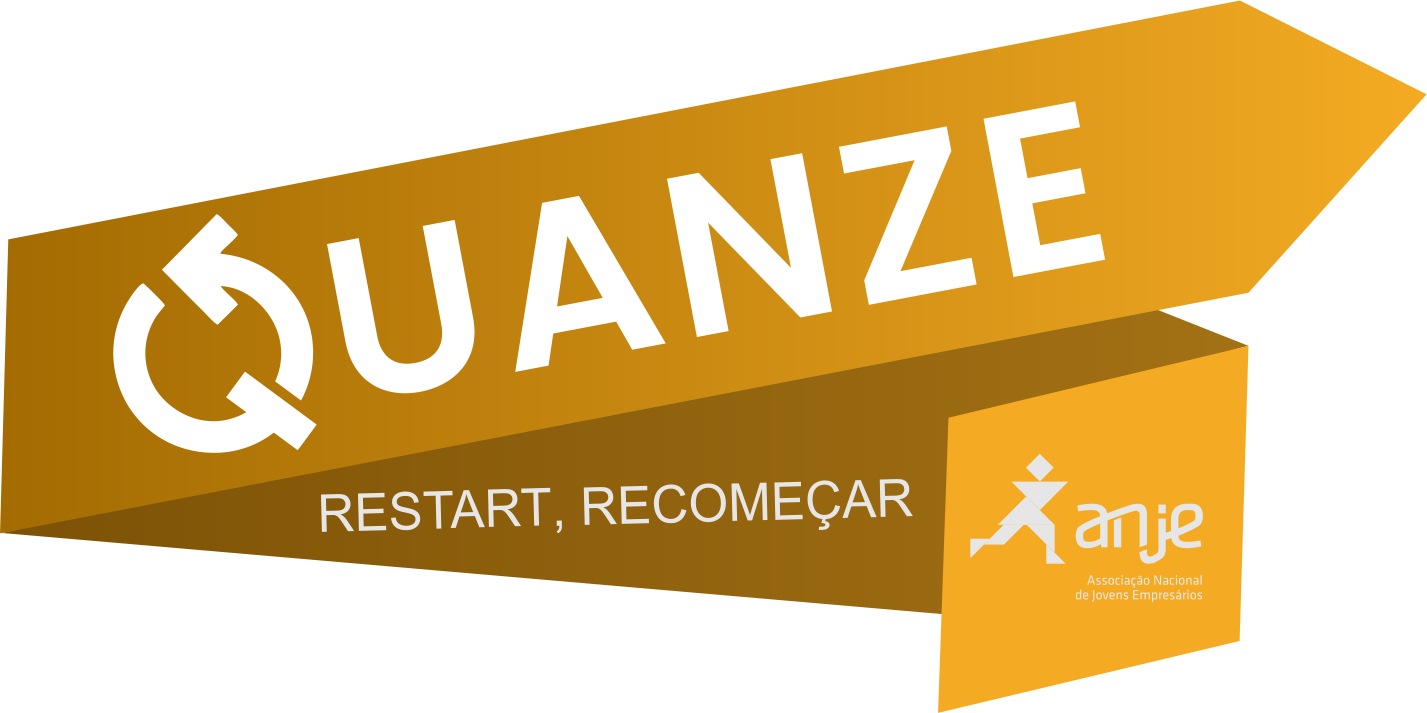 QUANZE
RESTART, RECOMEÇAR
anje
Associação Nacional
de Jovens Empresários